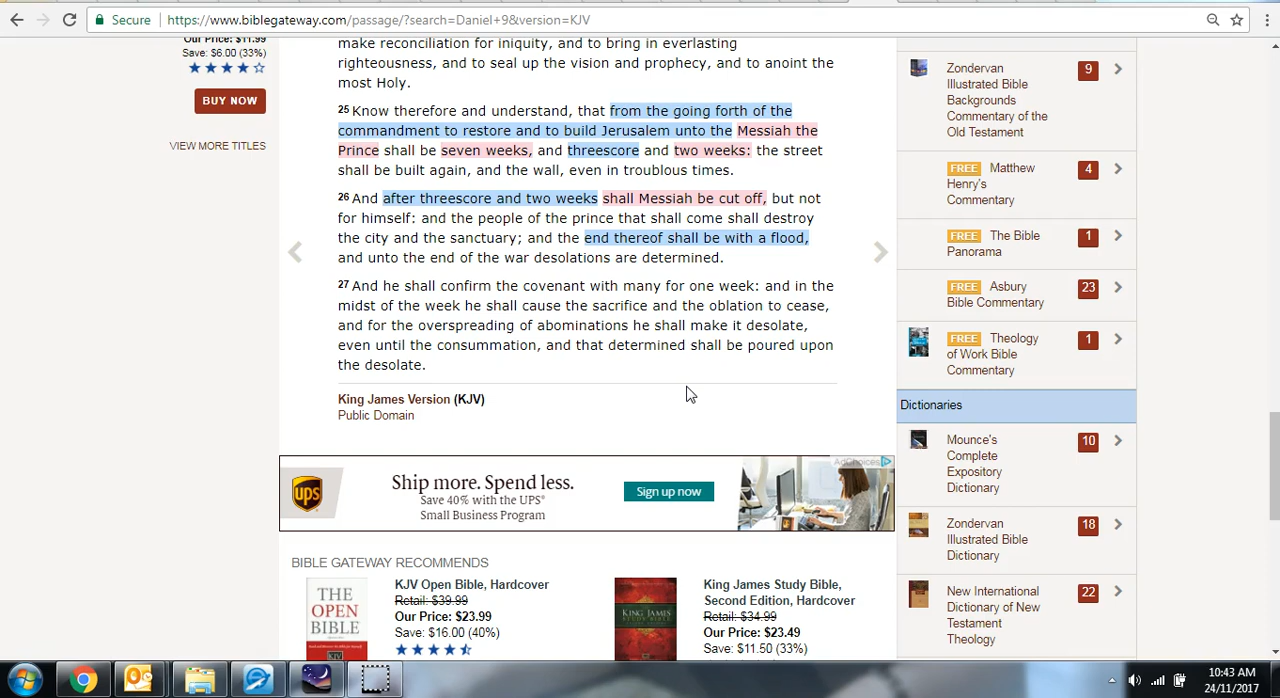 Secure
https://www.biblegateway.com/passage/?search=Daniel+9&version=KJV
Our Price: $11.99
Save: $6.00 (33%)
BUY NOW
VIEW MORE TITLES
make reconciliation for iniquity, and to bring in everlasting
righteousness, and to seal up the vision and prophecy, and to anoint the
most Holy.
25 Know therefore and understand, that from the going forth of the
commandment to restore and to build Jerusalem unto the Messiah the
Prince shall be seven weeks, and threescore and two weeks: the street
shall be built again, and the wall, even in troublous times.
26 And after threescore and two weeks shall Messiah be cut off, but not
for himself: and the people of the prince that shall come shall destroy
the city and the sanctuary; and the end thereof shall be with a flood,
and unto the end of the war desolations are determined.
27 And he shall confirm the covenant with many for one week: and in the
midst of the week he shall cause the sacrifice and the oblation to cease,
and for the overspreading of abominations he shall make it desolate,
even until the consummation, and that determined shall be poured upon
the desolate.
King James Version (KJV)
Public Domain
AdChoices
ups
Ship more. Spend less.
Save 40% with the UPS®
Small Business Program
Sign up now
BIBLE GATEWAY RECOMMENDS
THE
OPEN
BIBLE
KJV Open Bible, Hardcover
Retail: $39.99
Our Price: $23.99
Save: $16.00 (40%)
KING JAMES
STUDY BIBLE
King James Study Bible,
Second Edition, Hardcover
Retail: $34.99
Our Price: $23.49
Save: $11.50 (33%)
Zondervan
Illustrated Bible
Backgrounds
Commentary of the
Old Testament
9
FREE Matthew
Henry's
Commentary
4
FREE The Bible
Panorama
1
FREE Asbury
Bible Commentary
23
FREE Theology
of Work Bible
Commentary
1
Dictionaries
Mounce's
Complete
Expository
Dictionary
10
Zondervan
Illustrated Bible
Dictionary
18
New International
Dictionary of New
Testament
Theology
22
10:43 AM
24/11/2017